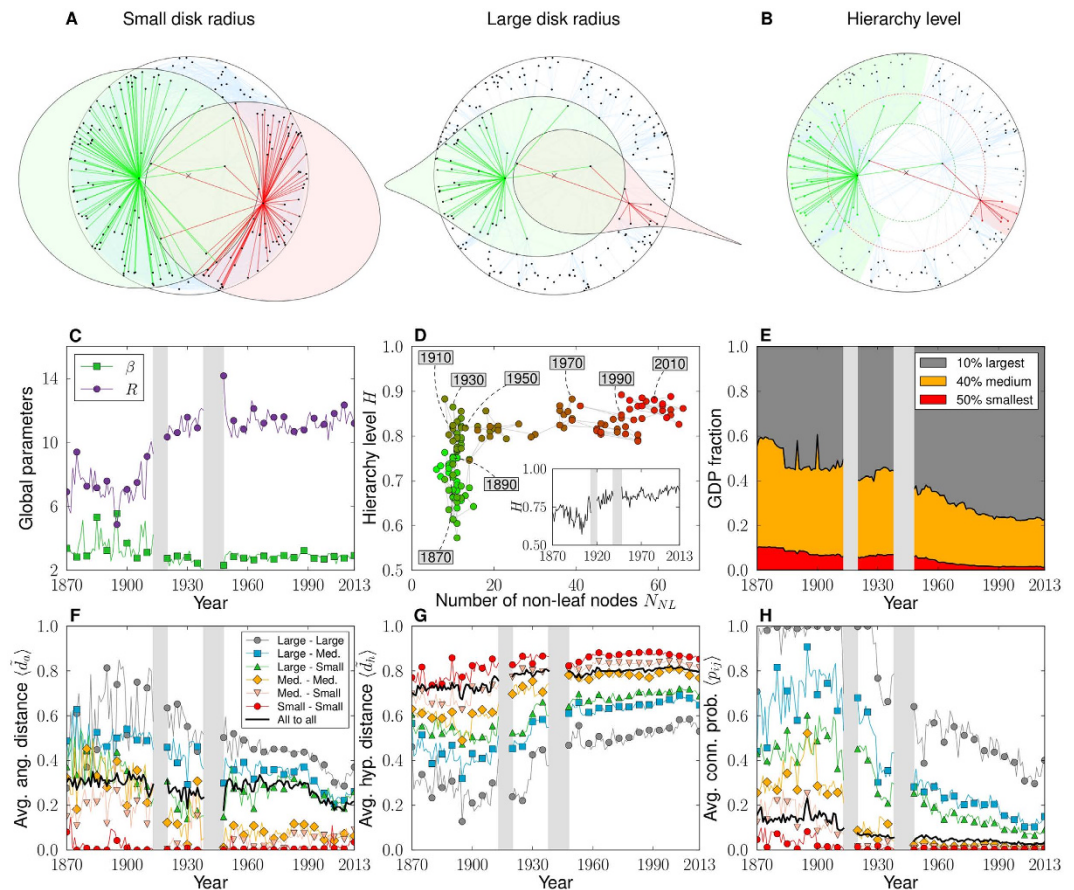 A Small disk radius Large disk radius B Hierarchy level
C
β
R
14
10
6
2
Global parameters
1870 1900 1930 1960 1990 2013
Year
D
1910
1930
1950
1970
1990
2010
1890
1870
1.0
0.9
0.8
0.7
0.6
0.5
Hierarchy level H
1.00
0.75
0.50
H
1870 1920 1970 2013
0 20 40 60
Number of non-leaf nodes N_NL
E
10% largest
40% medium
50% smallest
1.0
0.8
0.6
0.4
0.2
0.0
GDP fraction
1870 1900 1930 1960 1990 2013
Year
F
Large - Large
Large - Med.
Large - Small
Med. - Med.
Med. - Small
Small - Small
All to all
1.0
0.8
0.6
0.4
0.2
0.0
Avg. ang. distance ⟨d̃_a⟩
1870 1900 1930 1960 1990 2013
Year
G
1.0
0.8
0.6
0.4
0.2
0.0
Avg. hyp. distance ⟨d̃_h⟩
1870 1900 1930 1960 1990 2013
Year
H
1.0
0.8
0.6
0.4
0.2
0.0
Avg. conn. prob. ⟨p_ij⟩
1870 1900 1930 1960 1990 2013
Year